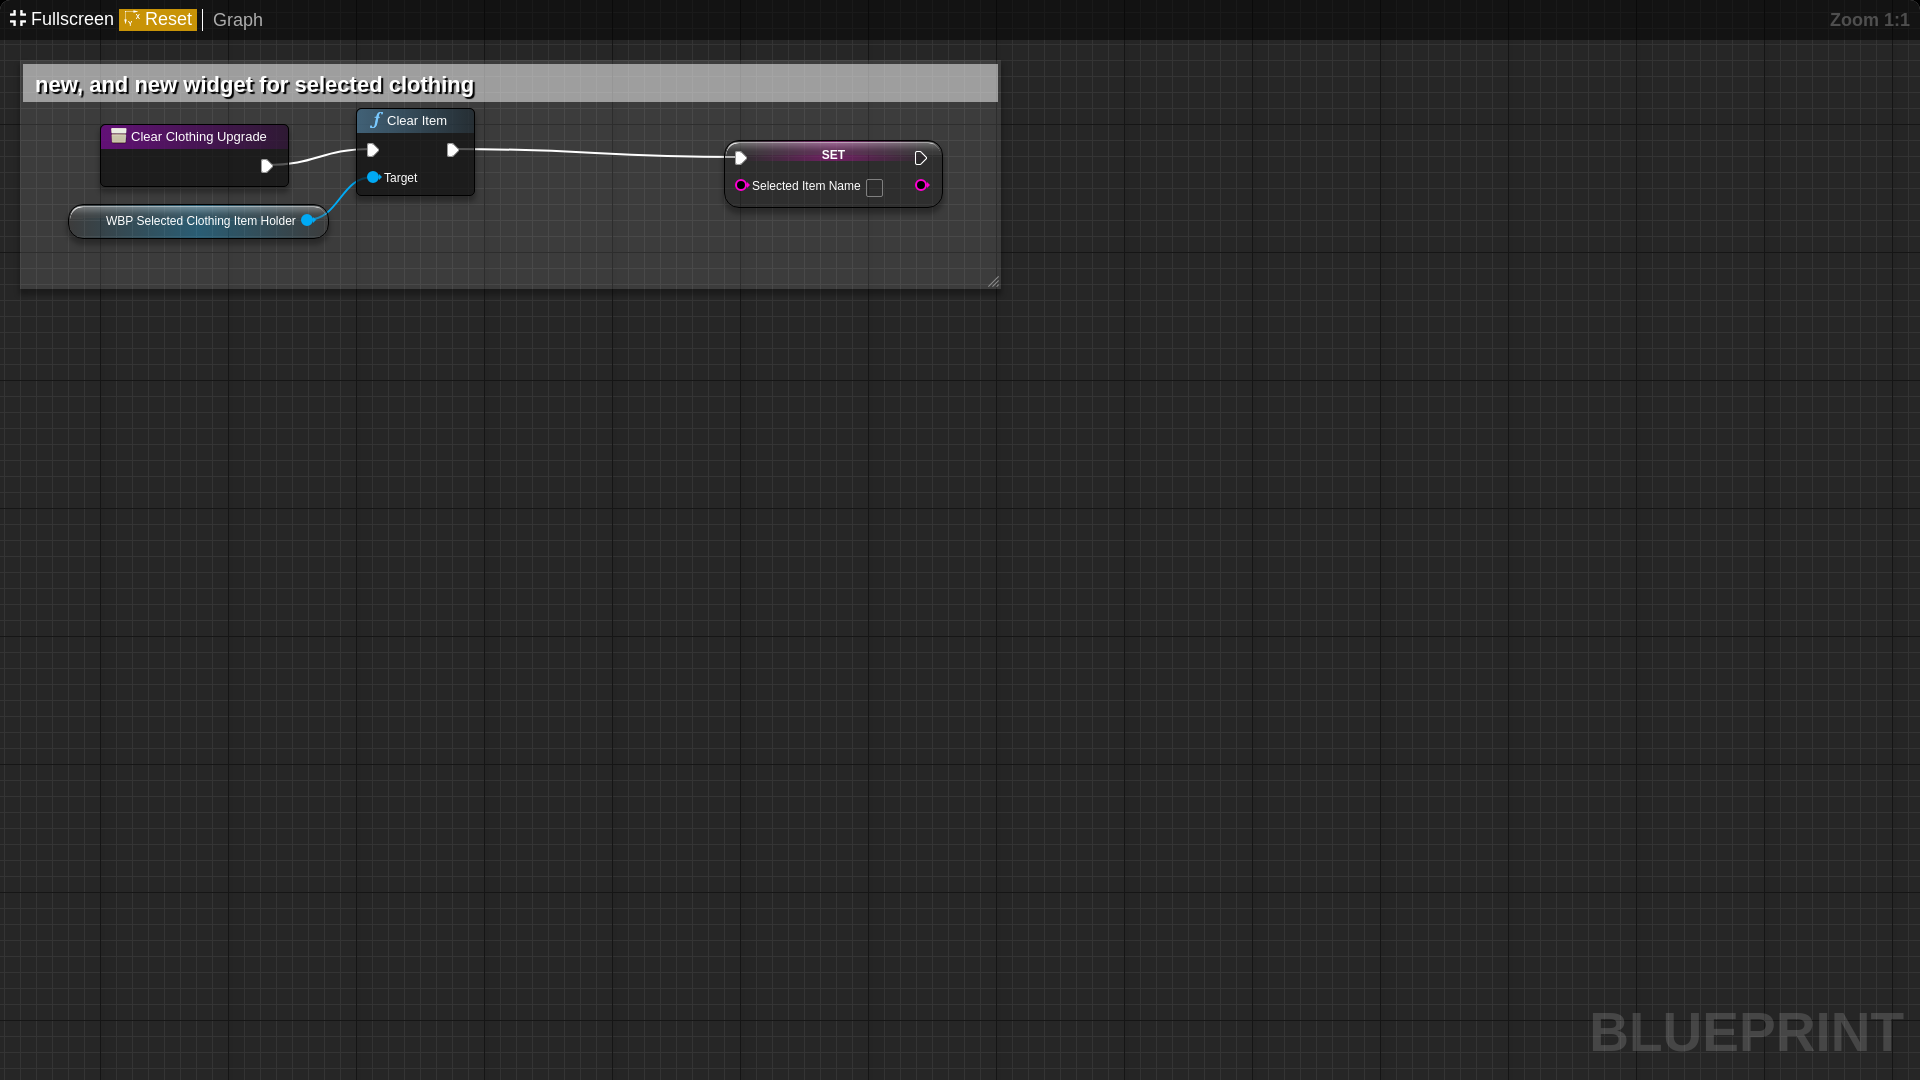 Fullscreen Reset Graph Zoom 1:1
new, and new widget for selected clothing
Clear Item
Clear Clothing Upgrade
SET
Target
Selected Item Name
WBP Selected Clothing Item Holder
BLUEPRINT